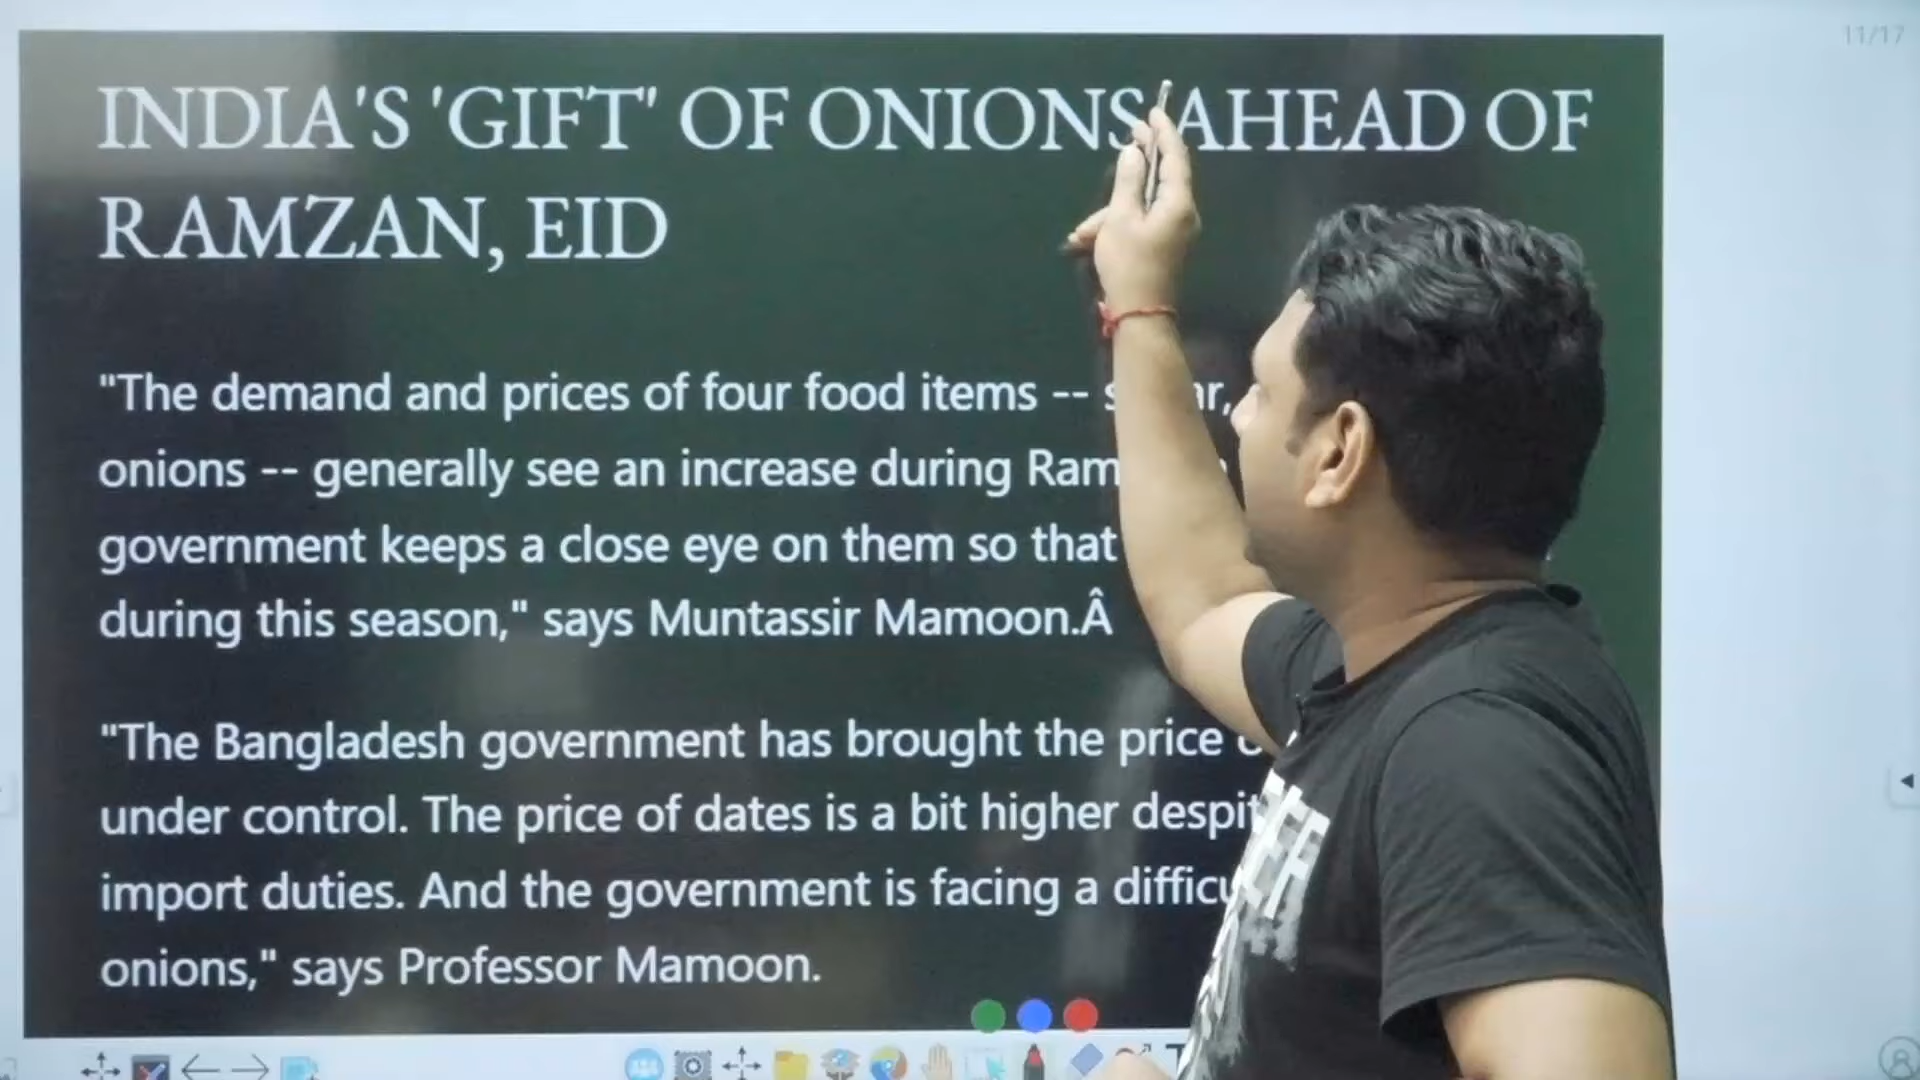 11/17
INDIA'S 'GIFT' OF ONIONS AHEAD OF
RAMZAN, EID
"The demand and prices of four food items --
onions -- generally see an increase during
government keeps a close eye on them so that
during this season," says Muntassir Mamoon.Â
"The Bangladesh government has brought the price
under control. The price of dates is a bit higher
import duties. And the government is facing a
onions," says Professor Mamoon.